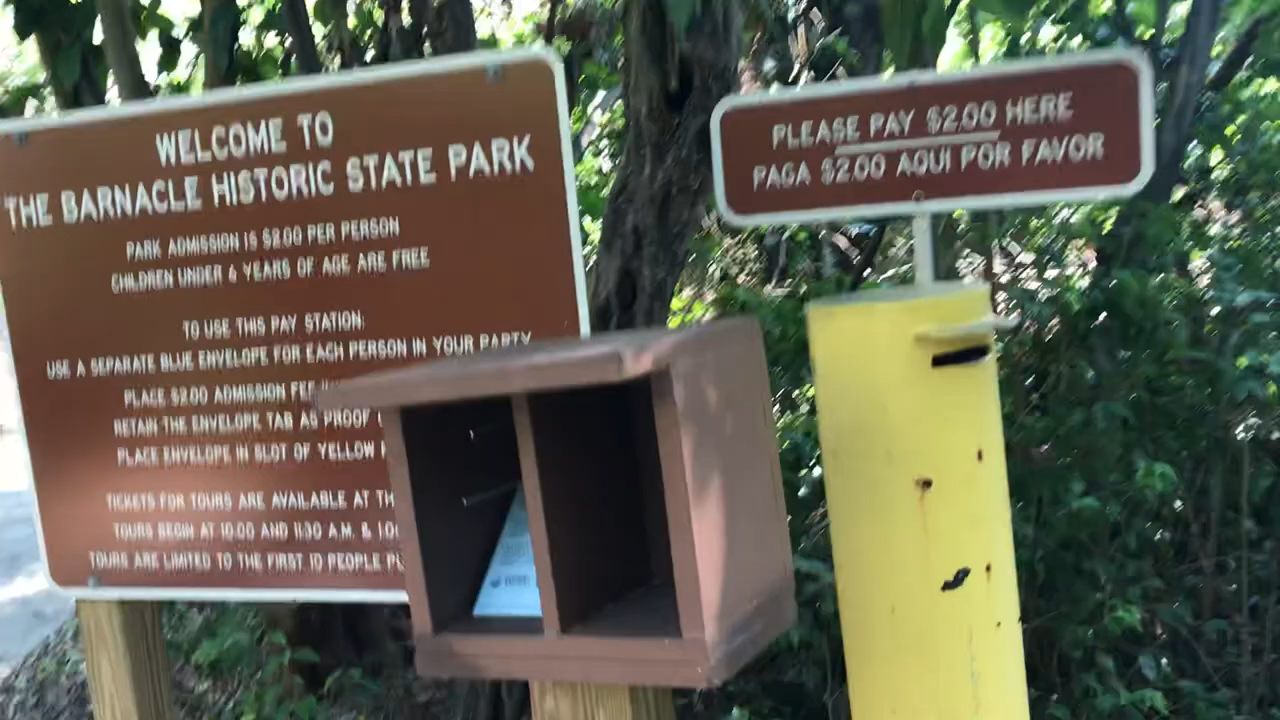 WELCOME TO
THE BARNACLE HISTORIC STATE PARK
PARK ADMISSION IS $2.00 PER PERSON
CHILDREN UNDER 6 YEARS OF AGE ARE FREE
TO USE THIS PAY STATION:
USE A SEPARATE BLUE ENVELOPE FOR EACH PERSON IN YOUR PARTY
PLACE $2.00 ADMISSION FEE
RETAIN THE ENVELOPE TAB AS PROOF
PLACE ENVELOPE IN SLOT OF YELLOW
TICKETS FOR TOURS ARE AVAILABLE AT
TOURS BEGIN AT 10:00 AND 11:30 A.M. &
TOURS ARE LIMITED TO THE FIRST 10 PEOPLE
PLEASE PAY $2.00 HERE
PAGA $2.00 AQUI POR FAVOR